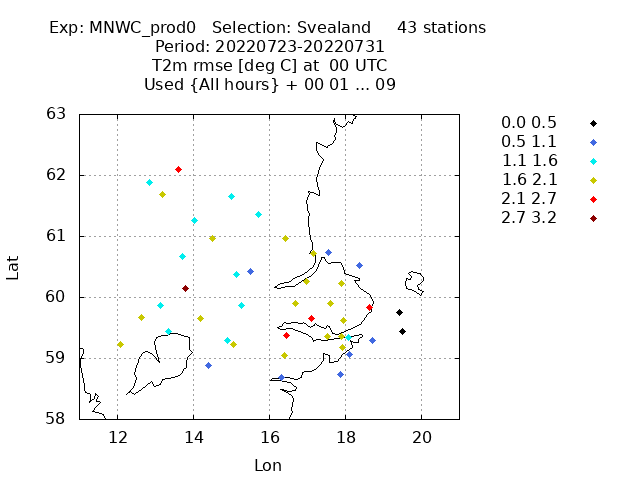 Exp: MNWC_prod0 Selection: Svealand 43 stations
Period: 20220723-20220731
T2m rmse [deg C] at 00 UTC
Used {All hours} + 00 01 ... 09
63
62
61
60
59
58
Lat
12 14 16 18 20
Lon
0.0 0.5
0.5 1.1
1.1 1.6
1.6 2.1
2.1 2.7
2.7 3.2